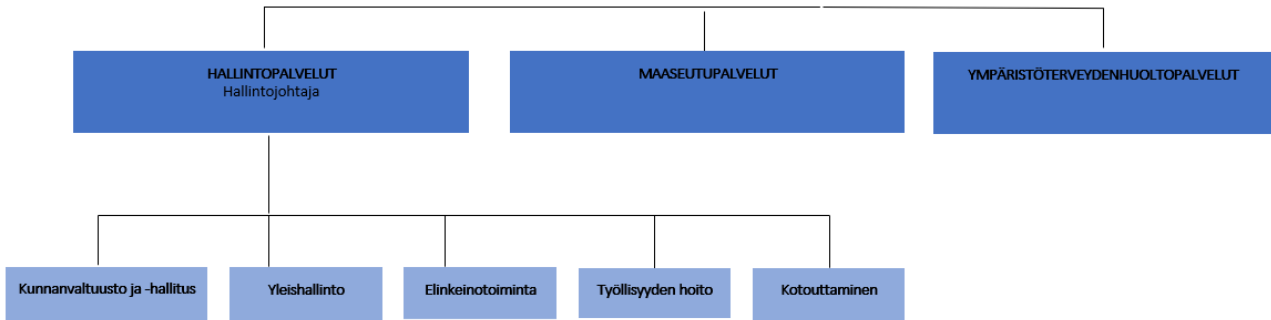 HALLINTOPALVELUT
Hallintojohtaja
MAASEUTUPALVELUT
YMPÄRISTÖTERVEYDENHUOLTOPALVELUT
Kunnanvaltuusto ja -hallitus
Yleishallinto
Elinkeinotoiminta
Työllisyyden hoito
Kotouttaminen